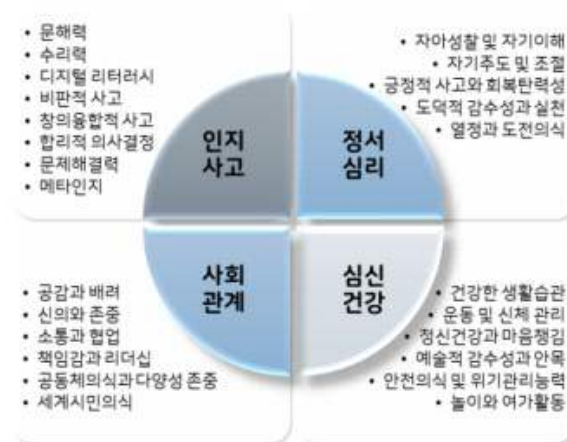 • 문해력
• 수리력
• 디지털 리터러시
• 비판적 사고
• 창의융합적 사고
• 합리적 의사결정
• 문제해결력
• 메타인지
• 자아성찰 및 자기이해
• 자기주도 및 조절
• 긍정적 사고와 회복탄력성
• 도덕적 감수성과 실천
• 열정과 도전의식
인지
사고
정서
심리
사회
관계
심신
건강
• 공감과 배려
• 신의와 존중
• 소통과 협업
• 책임감과 리더십
• 공동체의식과 다양성 존중
• 세계시민의식
• 건강한 생활습관
• 운동 및 신체 관리
• 정신건강과 마음챙김
• 예술적 감수성과 안목
• 안전의식 및 위기관리능력
• 놀이와 여가활동